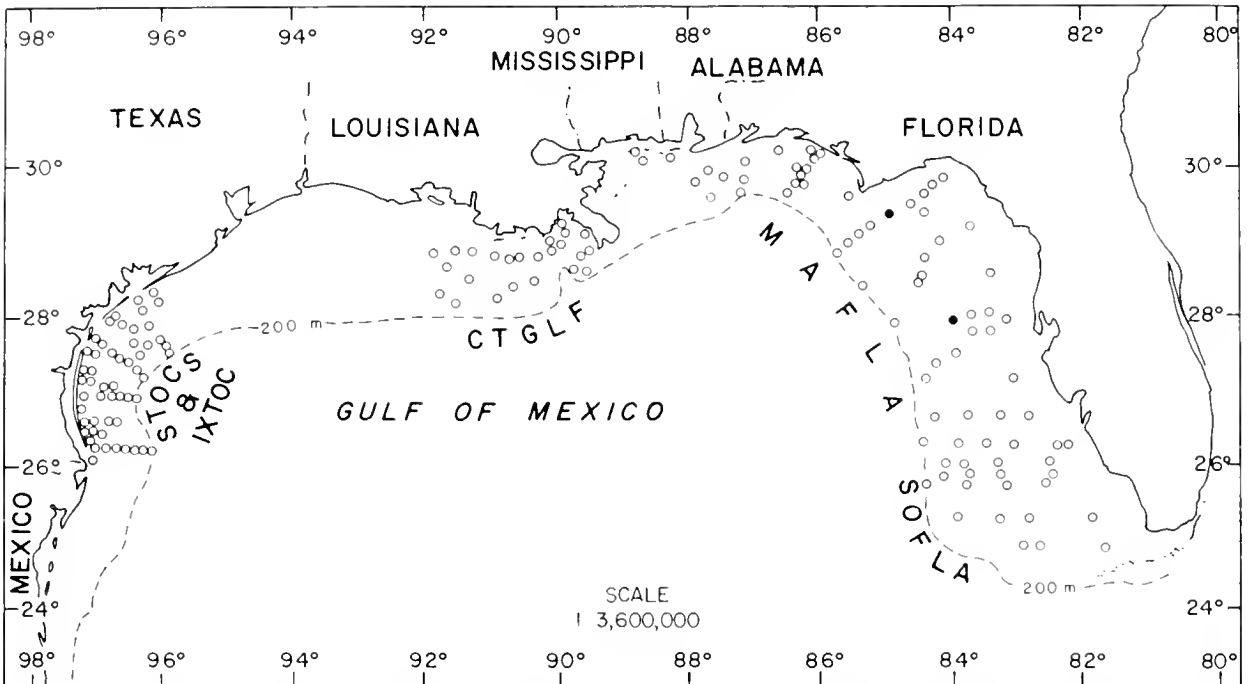 98° 96° 94° 92° 90° 88° 86° 84° 82° 80°
MISSISSIPPI
ALABAMA
TEXAS
LOUISIANA
FLORIDA
30° 30°
28° 28°
200 m
CTGLF
MAFLA
STOCS
&
IXTOC
GULF OF MEXICO
26° 26°
SOFLA
MEXICO
200 m
SCALE
1 3,600,000
24° 24°
98° 96° 94° 92° 90° 88° 86° 84° 82° 80°